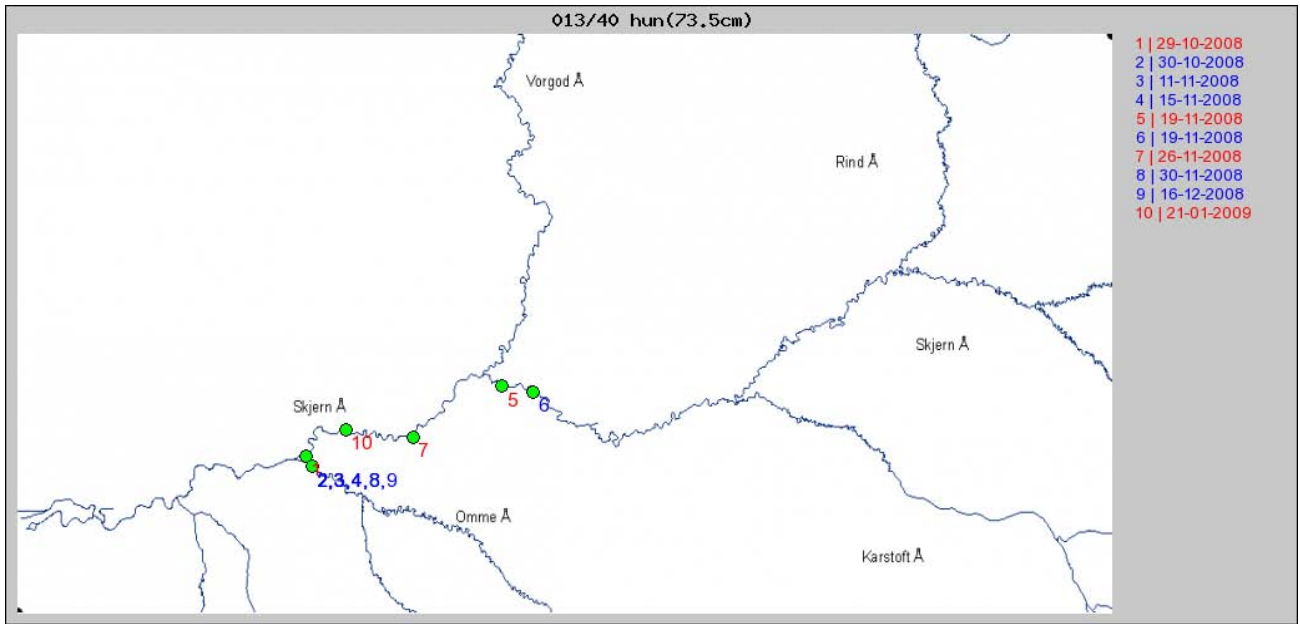 013/40 hun(73.5cm)
Vorgod Å
Rind Å
Skjern Å
Skjern Å
5
6
10
7
1
2,3,4,8,9
Omme Å
Karstoft Å
1 | 29-10-2008
2 | 30-10-2008
3 | 11-11-2008
4 | 15-11-2008
5 | 19-11-2008
6 | 19-11-2008
7 | 26-11-2008
8 | 30-11-2008
9 | 16-12-2008
10 | 21-01-2009